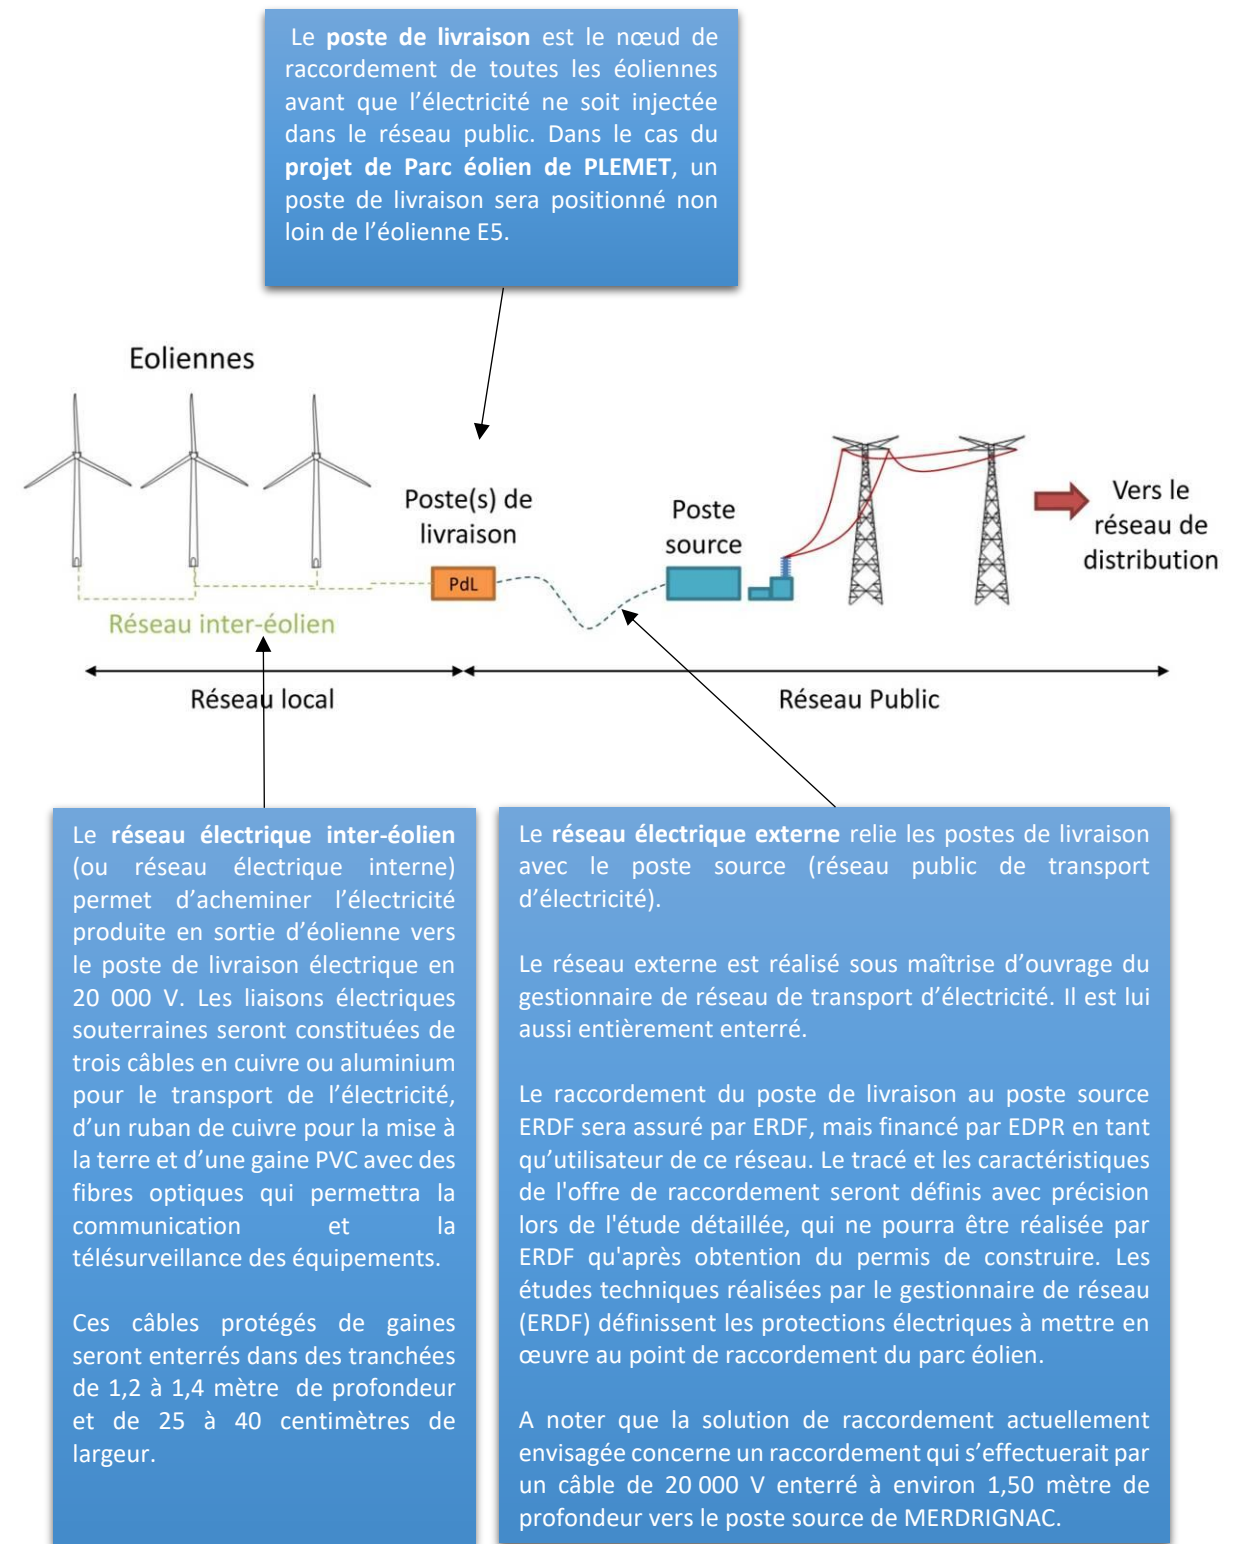 Le poste de livraison est le nœud de
raccordement de toutes les éoliennes
avant que l’électricité ne soit injectée
dans le réseau public. Dans le cas du
projet de Parc éolien de PLEMET, un
poste de livraison sera positionné non
loin de l’éolienne E5.
Eoliennes
Poste(s) de
livraison
PdL
Poste
source
Vers le
réseau de
distribution
Réseau inter-éolien
Réseau local
Réseau Public
Le réseau électrique inter-éolien
(ou réseau électrique interne)
permet d’acheminer l’électricité
produite en sortie d’éolienne vers
le poste de livraison électrique en
20 000 V. Les liaisons électriques
souterraines seront constituées de
trois câbles en cuivre ou aluminium
pour le transport de l’électricité,
d’un ruban de cuivre pour la mise à
la terre et d’une gaine PVC avec des
fibres optiques qui permettra la
communication et la
télésurveillance des équipements.
Ces câbles protégés de gaines
seront enterrés dans des tranchées
de 1,2 à 1,4 mètre de profondeur
et de 25 à 40 centimètres de
largeur.
Le réseau électrique externe relie les postes de livraison
avec le poste source (réseau public de transport
d’électricité).
Le réseau externe est réalisé sous maîtrise d’ouvrage du
gestionnaire de réseau de transport d’électricité. Il est lui
aussi entièrement enterré.
Le raccordement du poste de livraison au poste source
ERDF sera assuré par ERDF, mais financé par EDPR en tant
qu’utilisateur de ce réseau. Le tracé et les caractéristiques
de l'offre de raccordement seront définis avec précision
lors de l'étude détaillée, qui ne pourra être réalisée par
ERDF qu'après obtention du permis de construire. Les
études techniques réalisées par le gestionnaire de réseau
(ERDF) définissent les protections électriques à mettre en
œuvre au point de raccordement du parc éolien.
A noter que la solution de raccordement actuellement
envisagée concerne un raccordement qui s’effectuerait par
un câble de 20 000 V enterré à environ 1,50 mètre de
profondeur vers le poste source de MERDRIGNAC.